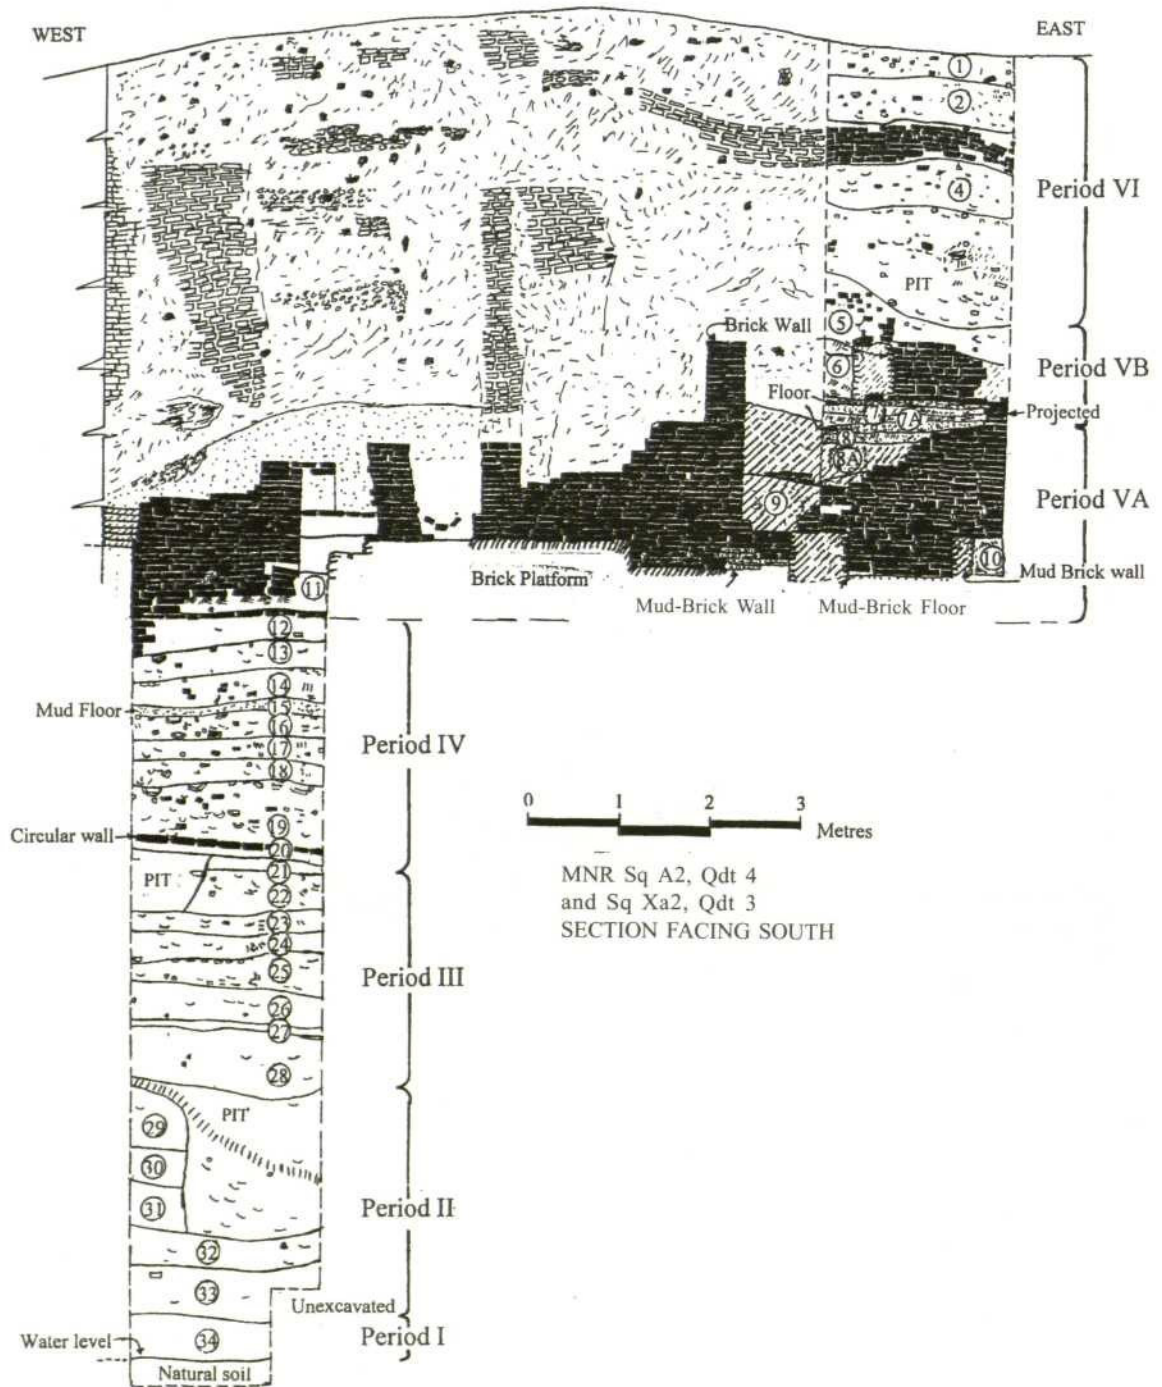 WEST
EAST
1
2
4
Period VI
PIT
5
Brick Wall
6
Period VB
Floor
7
7A
Projected
8
8A
9
Period VA
10
Brick Platform
Mud Brick wall
11
Mud-Brick Wall
Mud-Brick Floor
12
13
14
Mud Floor
15
16
17
Period IV
18
19
Circular wall
20
0 1 2 3
Metres
21
PIT
22
MNR Sq A2, Qdt 4
and Sq Xa2, Qdt 3
SECTION FACING SOUTH
23
24
25
Period III
26
27
28
PIT
29
30
31
Period II
32
33
Unexcavated
34
Period I
Water level
Natural soil